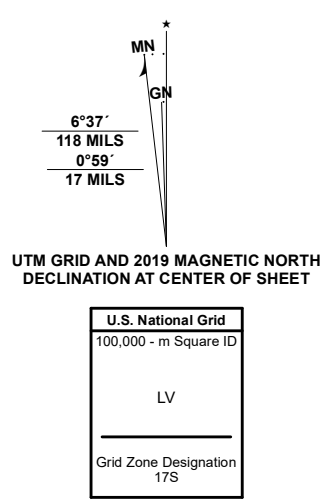 MN
GN
6°37´
118 MILS
0°59´
17 MILS
UTM GRID AND 2019 MAGNETIC NORTH
DECLINATION AT CENTER OF SHEET
U.S. National Grid
100,000 - m Square ID
LV
Grid Zone Designation
17S